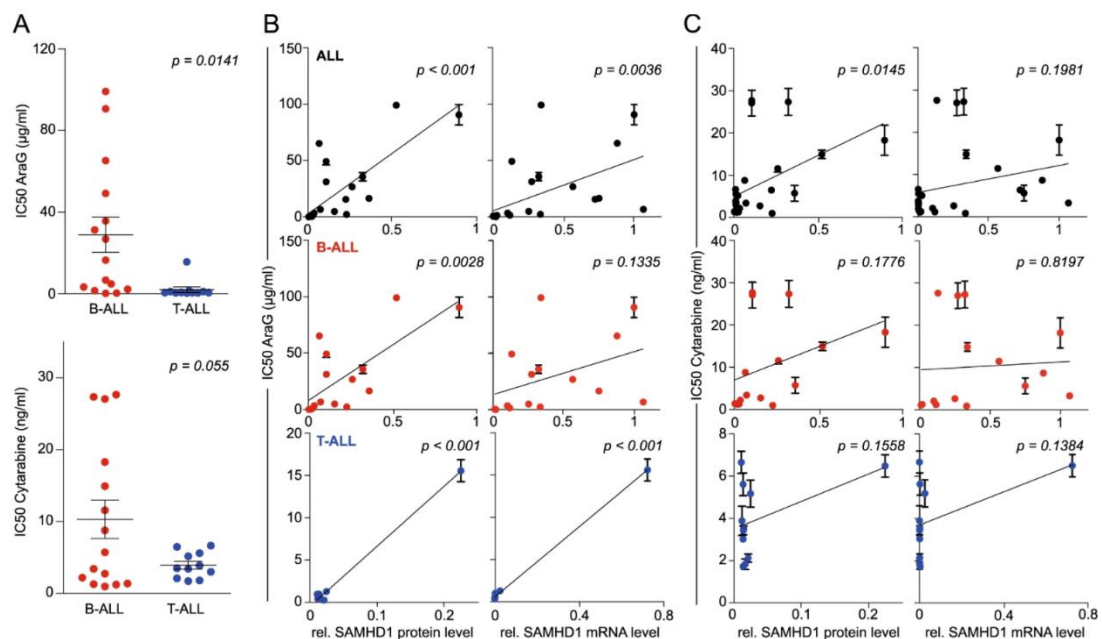 A
IC50 AraG (µg/ml)
120
80
40
0
p = 0.0141
B-ALL
T-ALL
IC50 Cytarabine (ng/ml)
30
20
10
0
p = 0.055
B-ALL
T-ALL
B
IC50 AraG (µg/ml)
150
100
50
0
ALL
p < 0.001
0
0.5
1
p = 0.0036
0
0.5
1
150
100
50
0
B-ALL
p = 0.0028
0
0.5
1
p = 0.1335
0
0.5
1
20
15
10
5
0
T-ALL
p < 0.001
0
0.1
0.2
rel. SAMHD1 protein level
p < 0.001
0
0.4
0.8
rel. SAMHD1 mRNA level
C
IC50 Cytarabine (ng/ml)
40
30
20
10
0
p = 0.0145
0
0.5
1
p = 0.1981
0
0.5
1
40
30
20
10
0
p = 0.1776
0
0.5
1
p = 0.8197
0
0.5
1
8
6
4
2
0
p = 0.1558
0
0.1
0.2
rel. SAMHD1 protein level
p = 0.1384
0
0.4
0.8
rel. SAMHD1 mRNA level